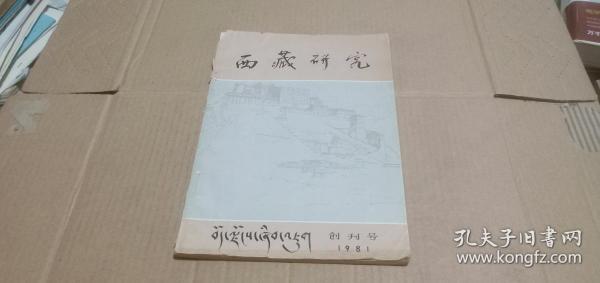 西藏研究
བོད་ལྗོངས་ཞིབ་འཇུག
创刊号
1981
孔夫子旧书网
www.kongfz.com